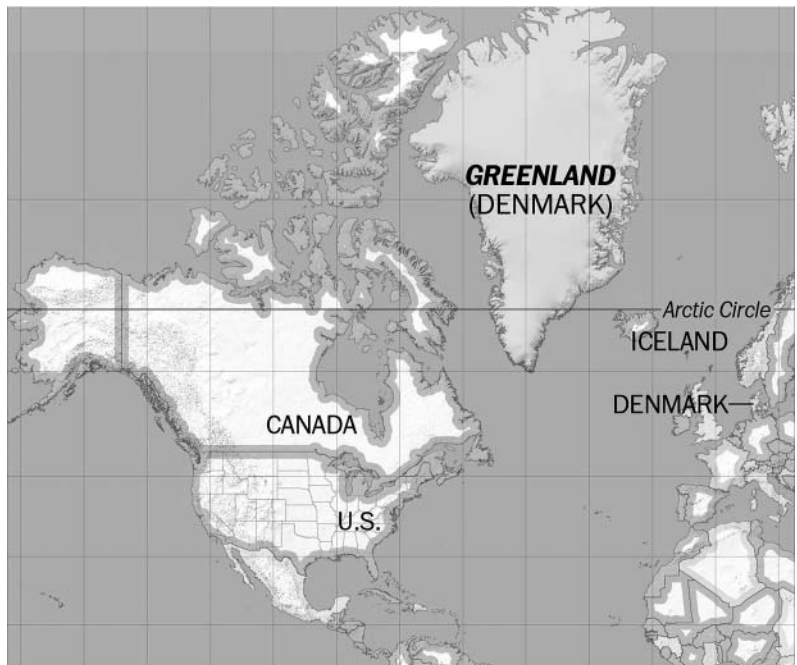 GREENLAND
(DENMARK)
Arctic Circle
ICELAND
DENMARK
CANADA
U.S.